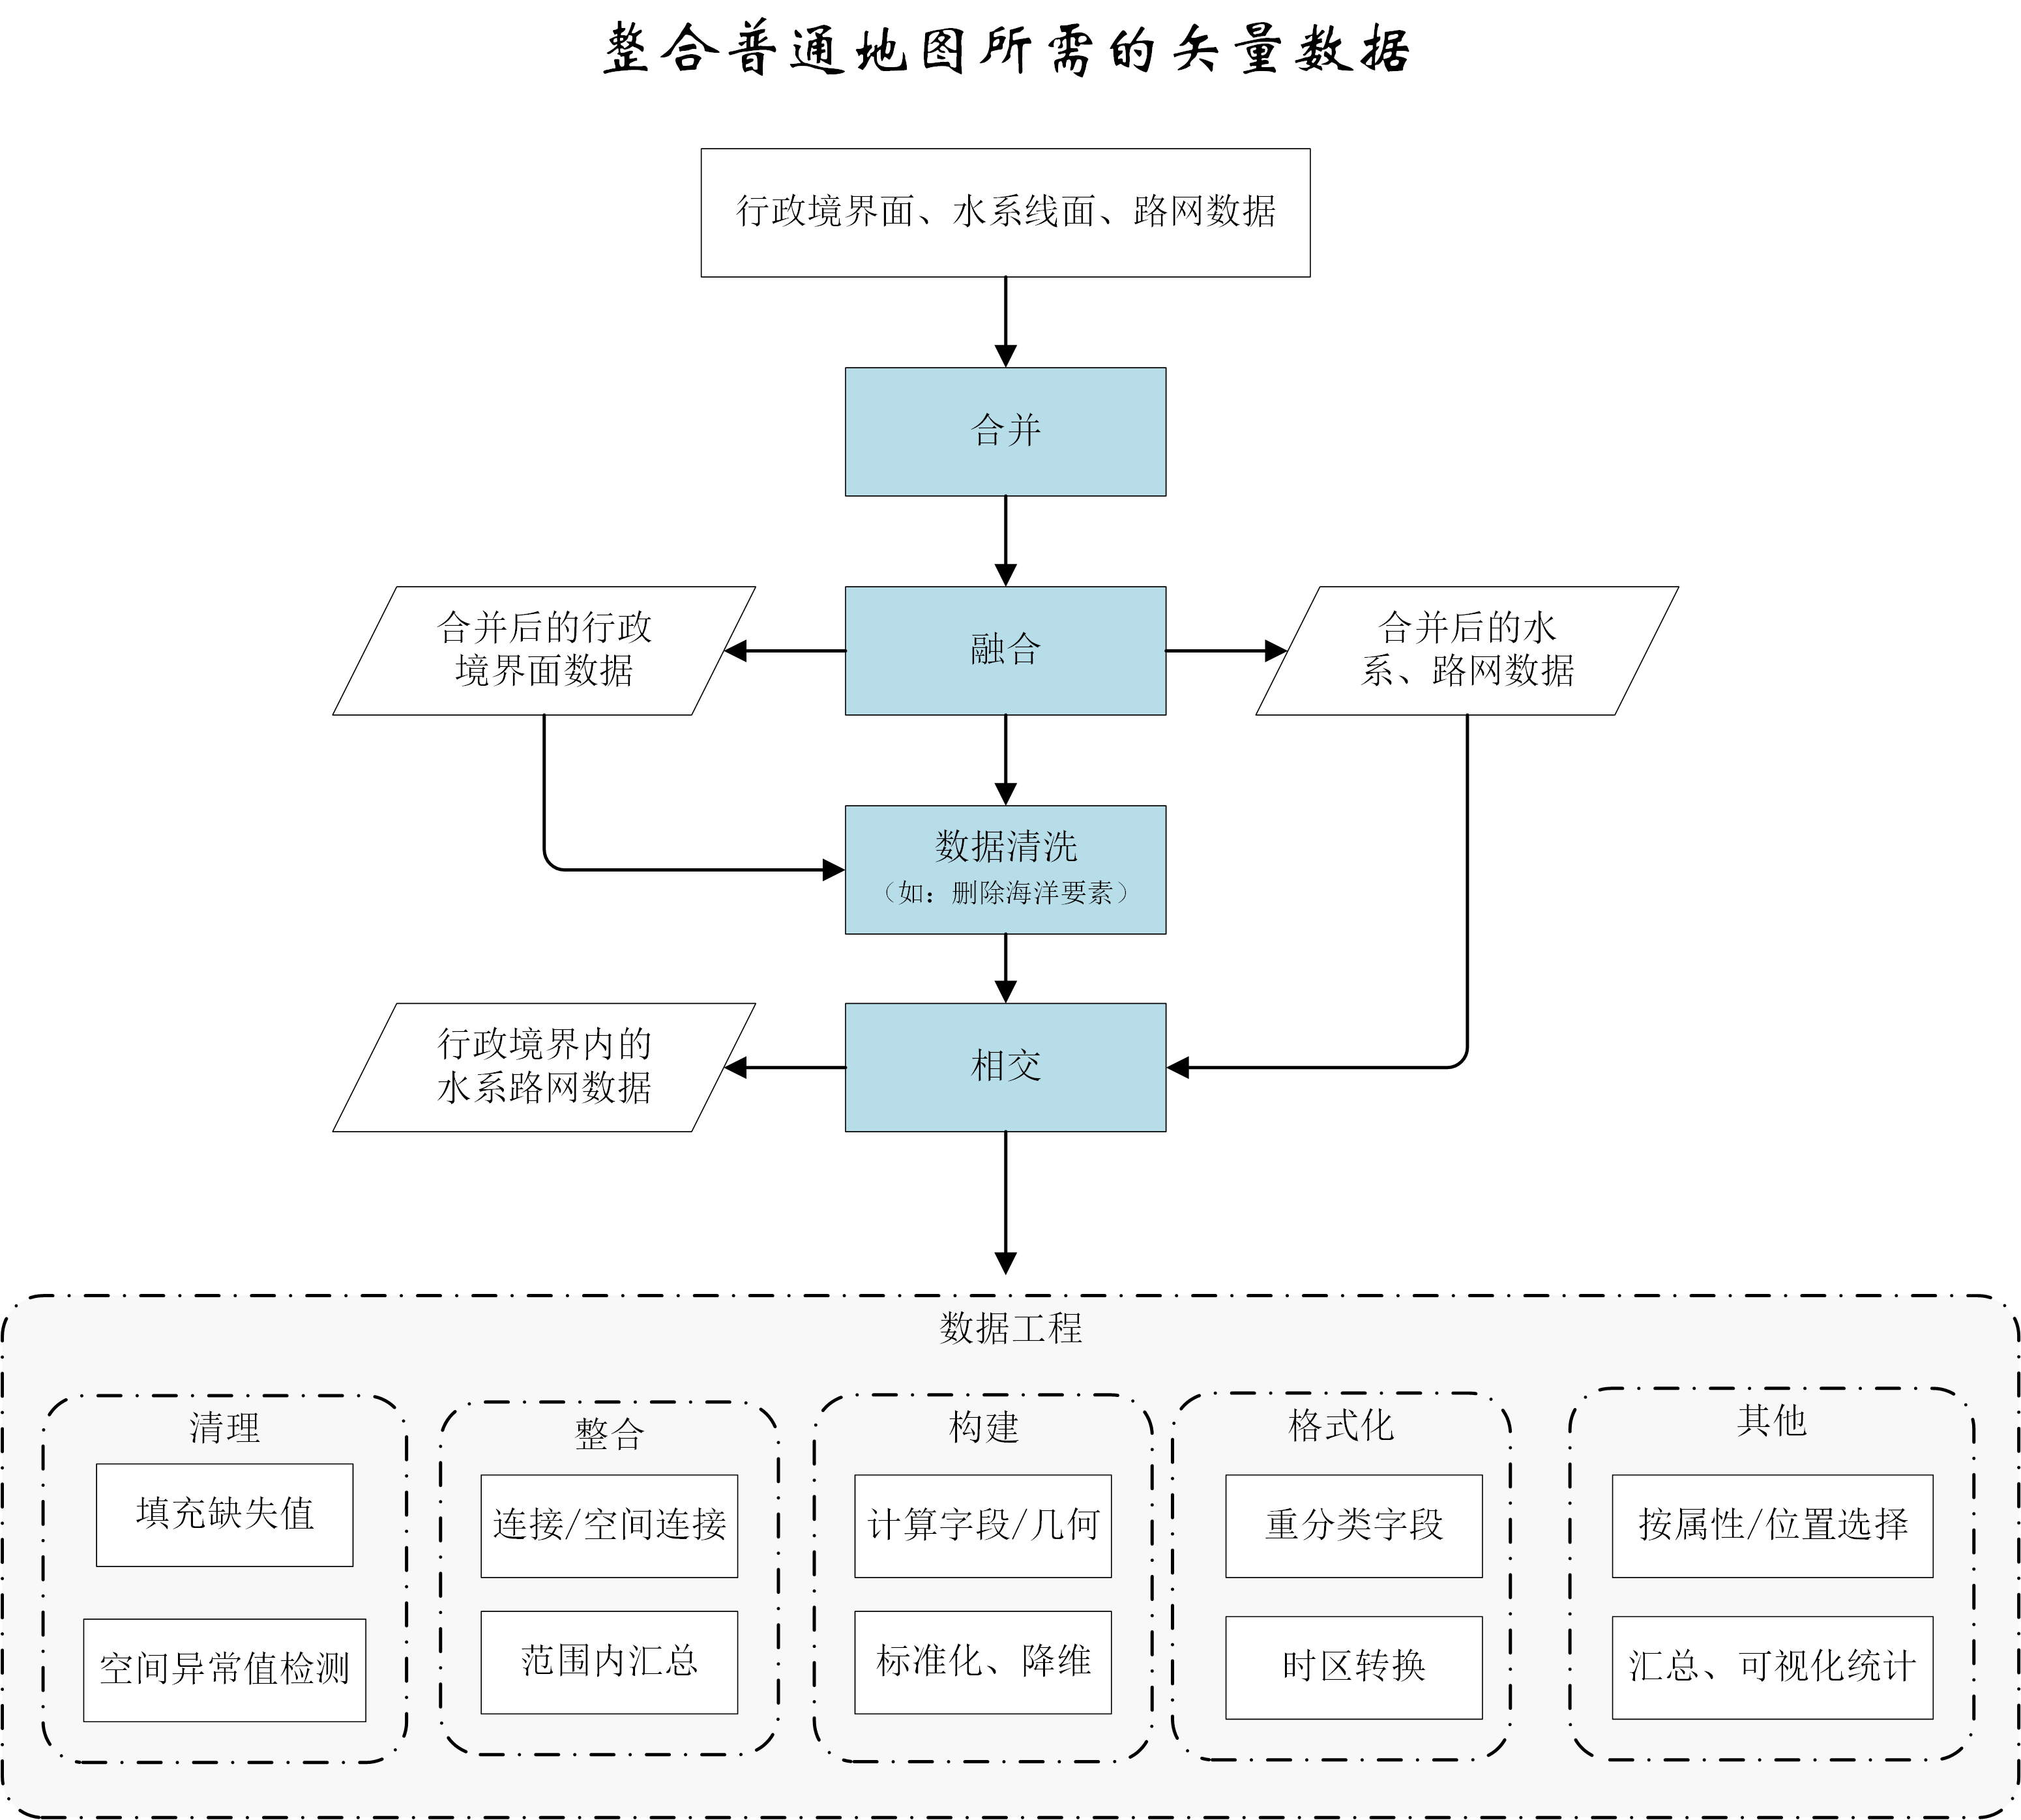 整合普通地图所需的矢量数据
行政境界面、水系线面、路网数据
合并
合并后的行政
境界面数据
融合
合并后的水
系、路网数据
数据清洗
（如：删除海洋要素）
行政境界内的
水系路网数据
相交
数据工程
清理
填充缺失值
空间异常值检测
整合
连接/空间连接
范围内汇总
构建
计算字段/几何
标准化、降维
格式化
重分类字段
时区转换
其他
按属性/位置选择
汇总、可视化统计